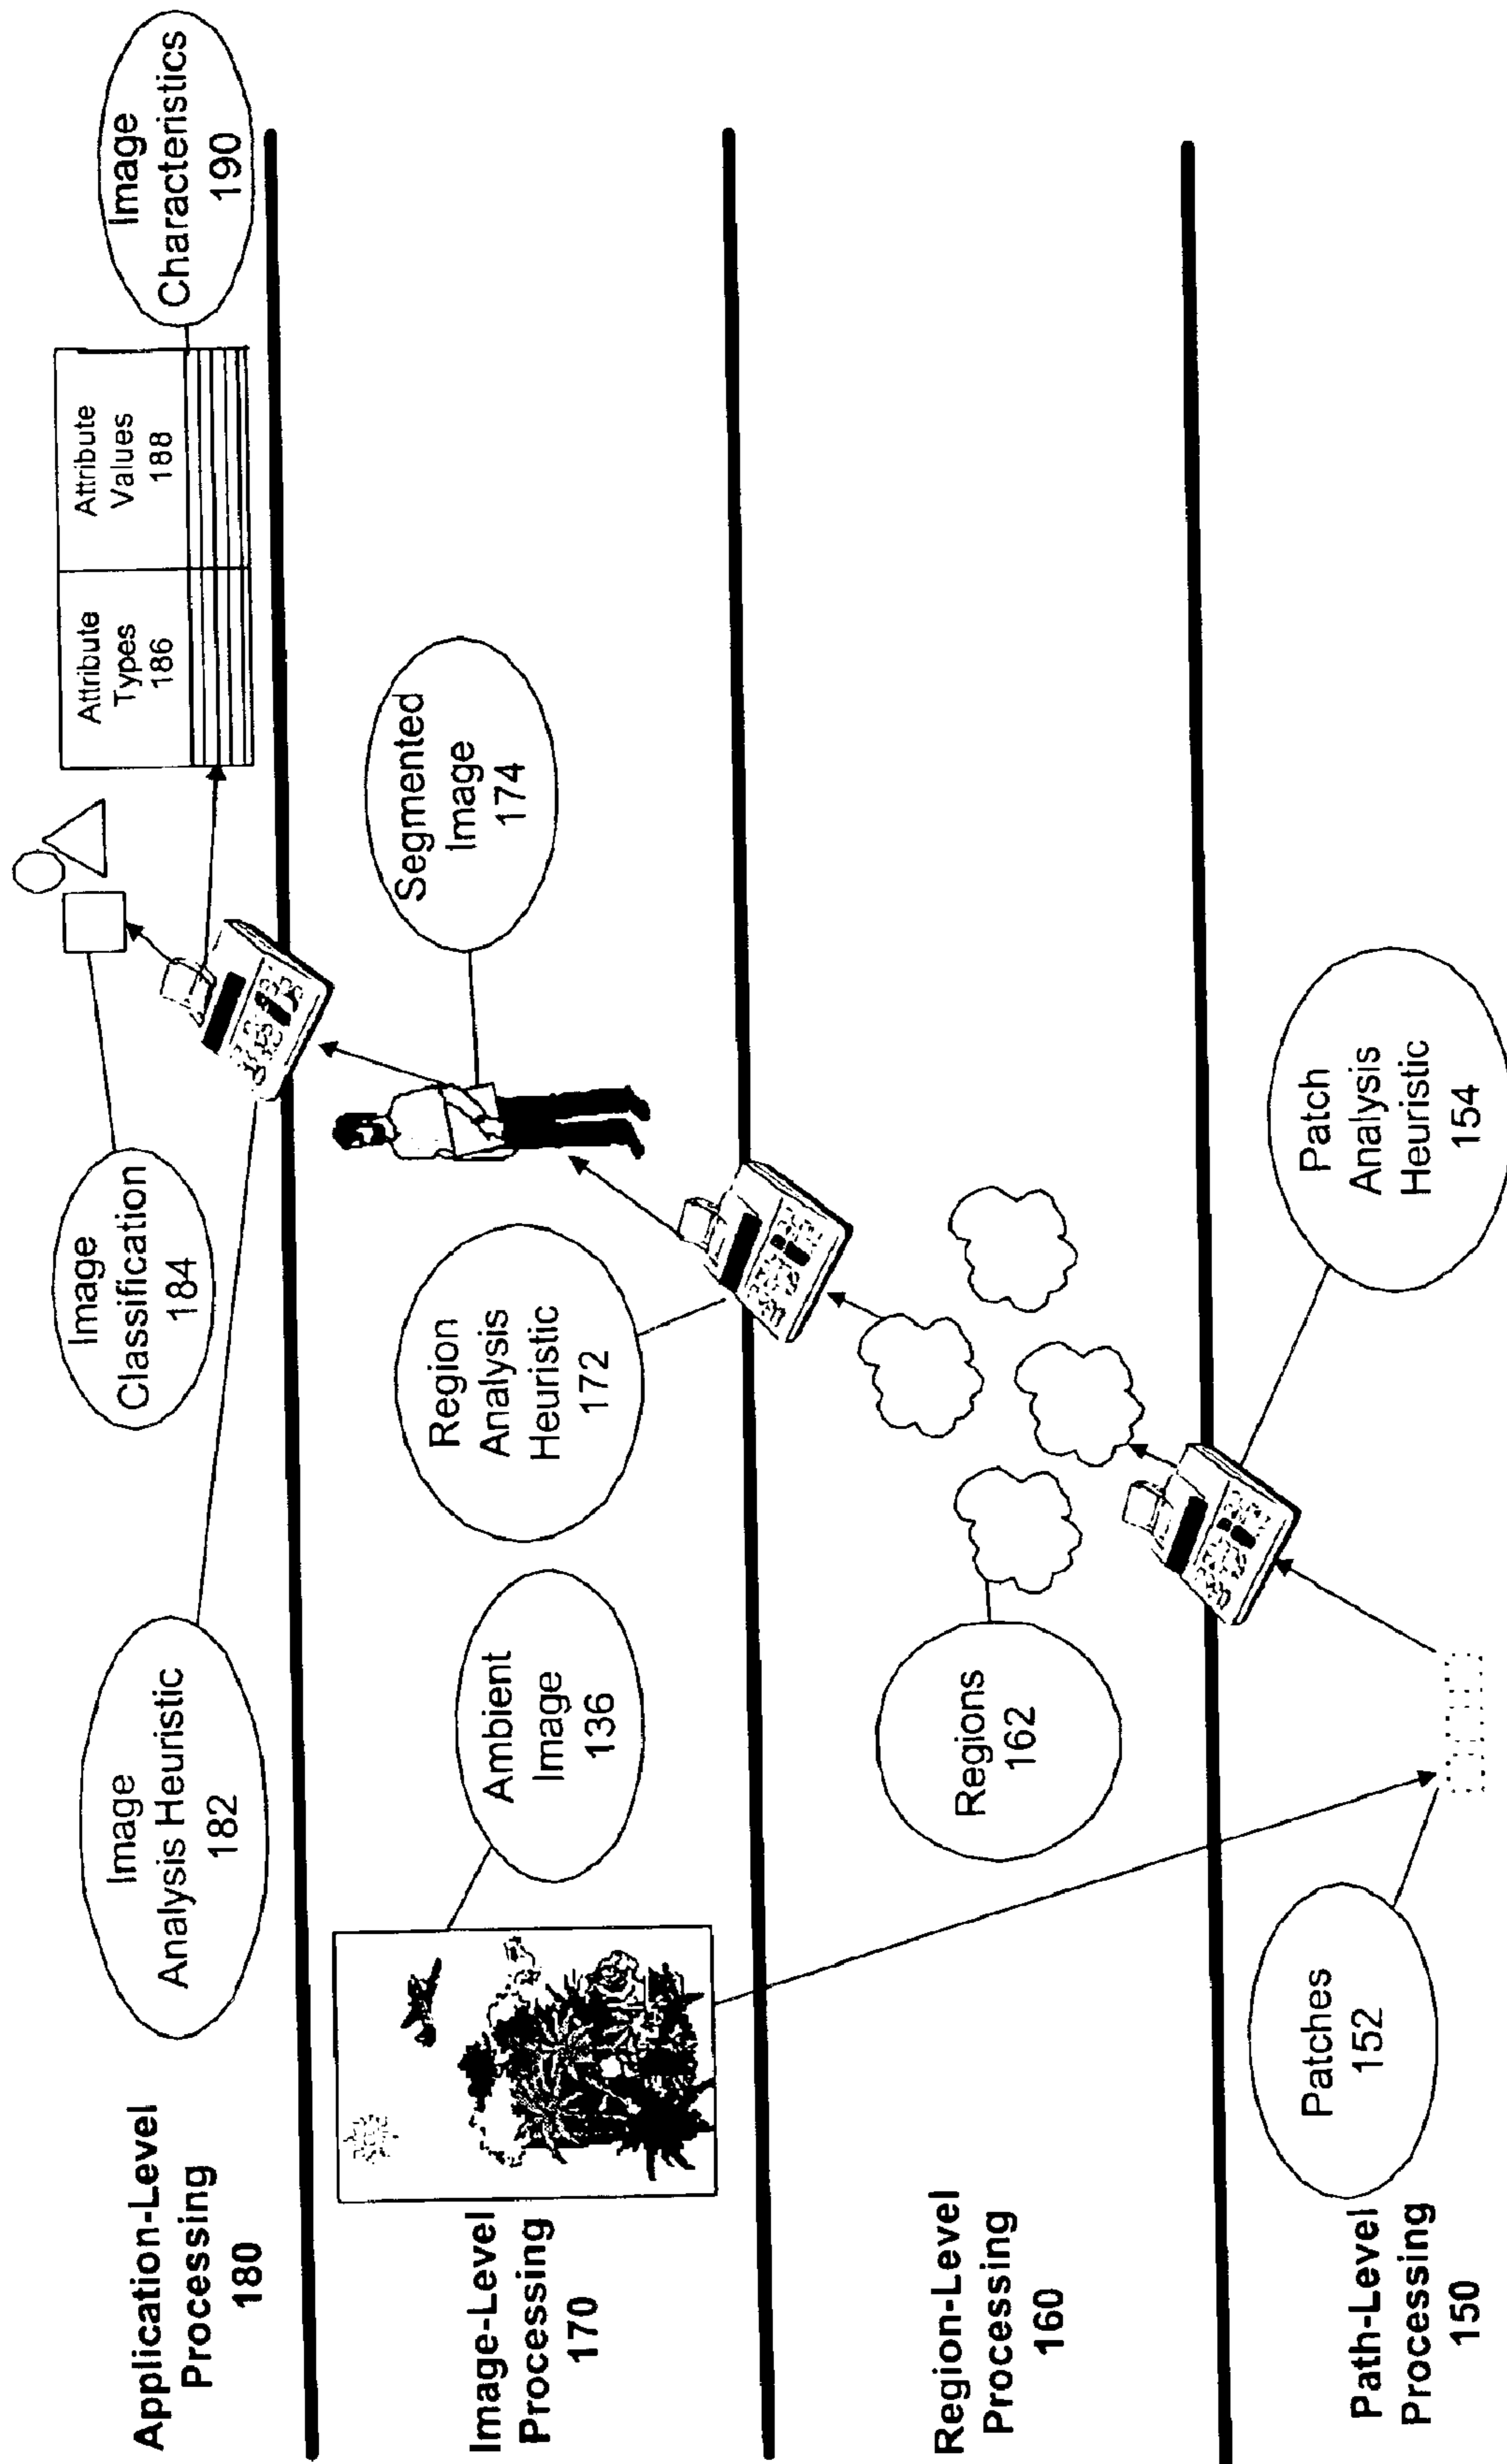 Application-Level
Processing
180
Image
Analysis Heuristic
182
Image
Classification
184
Attribute
Types
186
Attribute
Values
188
Image
Characteristics
190
Image-Level
Processing
170
Ambient
Image
136
Region
Analysis
Heuristic
172
Segmented
Image
174
Region-Level
Processing
160
Regions
162
Path-Level
Processing
150
Patches
152
Patch
Analysis
Heuristic
154